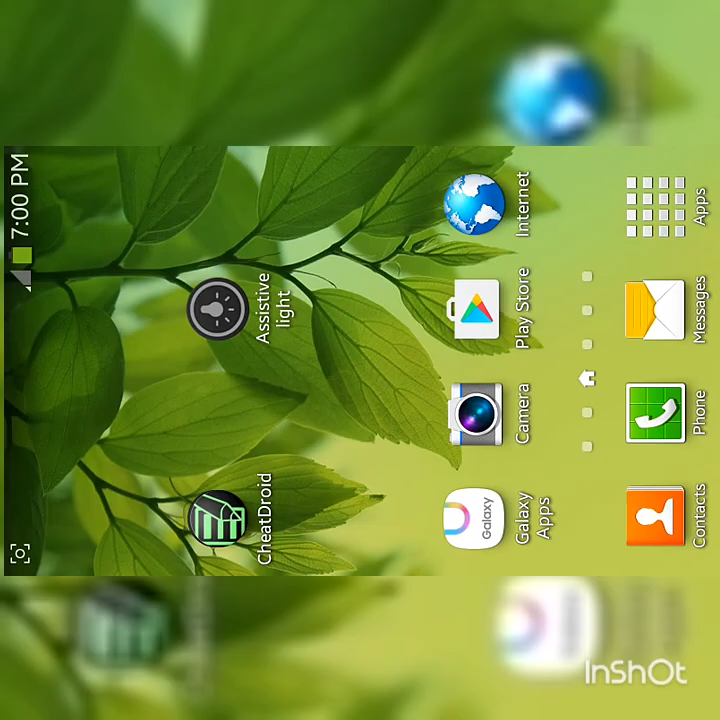 7:00 PM
CheatDroid
Assistive
light
Galaxy
Galaxy
Apps
Camera
Play Store
Internet
Contacts
Phone
Messages
Apps
InShOt